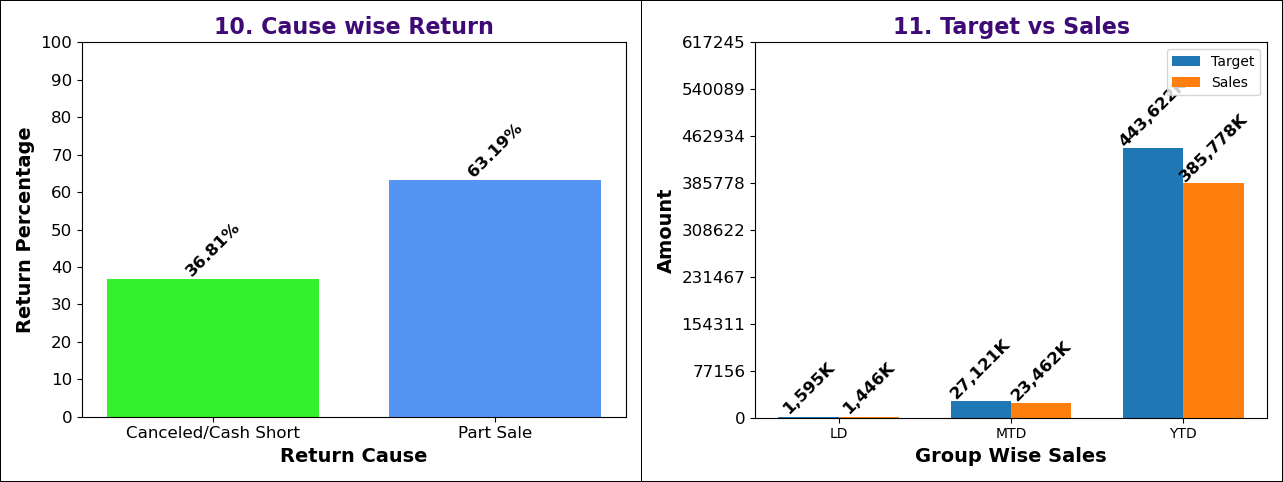 10. Cause wise Return
100
90
80
70
60
50
40
30
20
10
0
Return Percentage
36.81%
63.19%
Canceled/Cash Short
Part Sale
Return Cause
11. Target vs Sales
617245
540089
462934
385778
308622
231467
154311
77156
0
Amount
Target
Sales
1,595K
1,446K
27,121K
23,462K
443,622K
385,778K
LD
MTD
YTD
Group Wise Sales